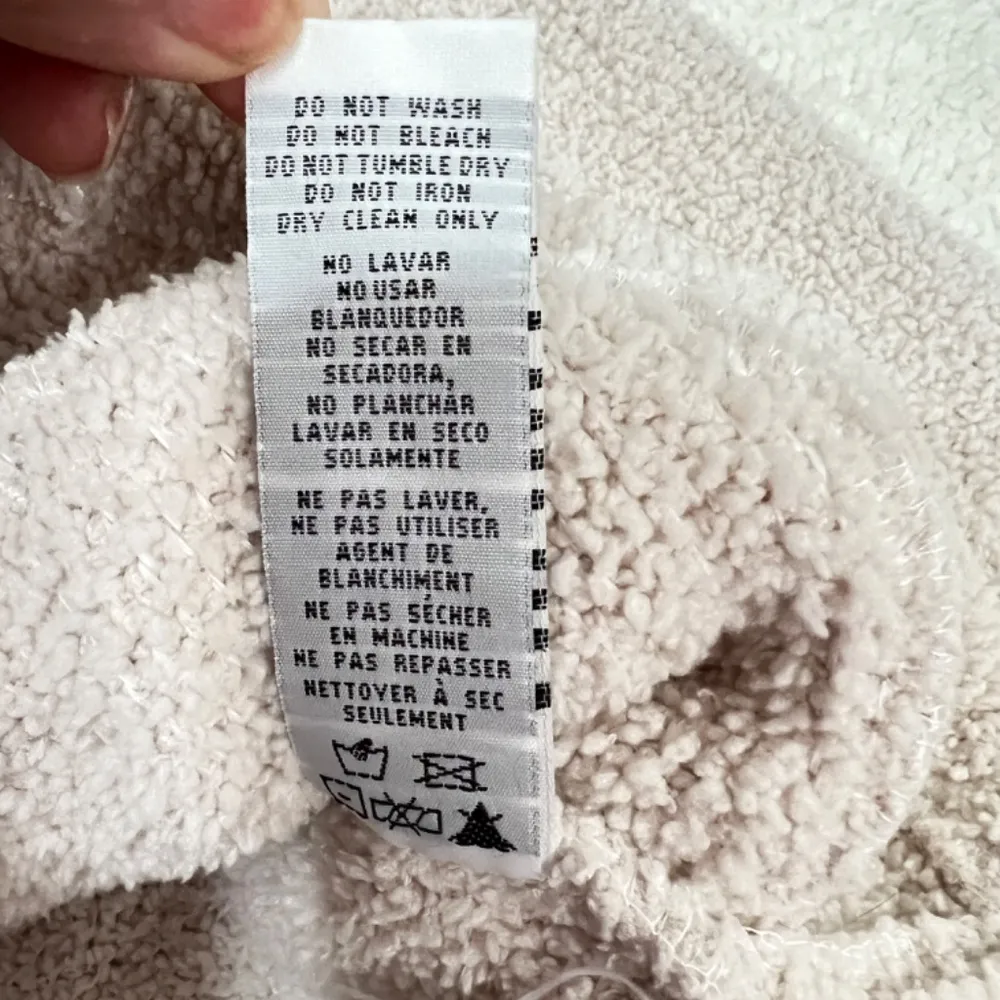 DO NOT WASH
DO NOT BLEACH
DO NOT TUMBLE DRY
DO NOT IRON
DRY CLEAN ONLY
NO LAVAR
NO USAR
BLANQUEDOR
NO SECAR EN
SECADORA,
NO PLANCHAR
LAVAR EN SECO
SOLAMENTE
NE PAS LAVER,
NE PAS UTILISER
AGENT DE
BLANCHIMENT
NE PAS SÉCHER
EN MACHINE
NE PAS REPASSER
NETTOYER À SEC
SEULEMENT